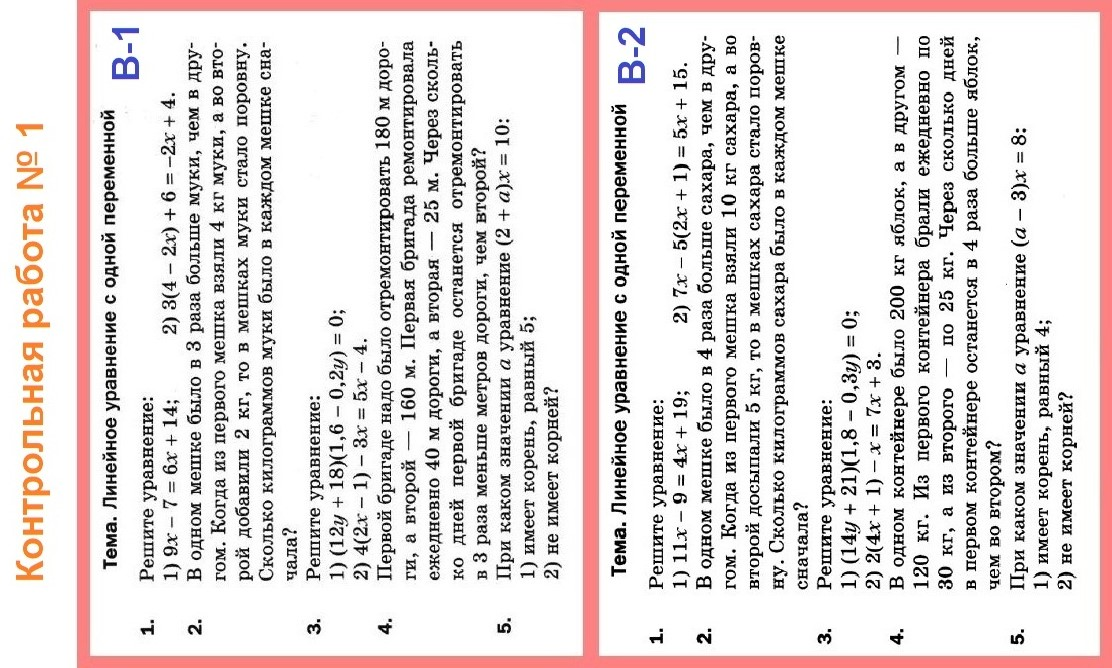 Контрольная работа № 1
В-1
Тема. Линейное уравнение с одной переменной
1. Решите уравнение:
1) 9x − 7 = 6x + 14; 2) 3(4 − 2x) + 6 = −2x + 4.
2. В одном мешке было в 3 раза больше муки, чем в дру-
гом. Когда из первого мешка взяли 4 кг муки, а во вто-
рой добавили 2 кг, то в мешках муки стало поровну.
Сколько килограммов муки было в каждом мешке сна-
чала?
3. Решите уравнение:
1) (12y + 18)(1,6 − 0,2y) = 0;
2) 4(2x − 1) − 3x = 5x − 4.
4. Первой бригаде надо было отремонтировать 180 м доро-
ги, а второй — 160 м. Первая бригада ремонтировала
ежедневно 40 м дороги, а вторая — 25 м. Через сколь-
ко дней первой бригаде останется отремонтировать
в 3 раза меньше метров дороги, чем второй?
5. При каком значении a уравнение (2 + a)x = 10:
1) имеет корень, равный 5;
2) не имеет корней?
В-2
Тема. Линейное уравнение с одной переменной
1. Решите уравнение:
1) 11x − 9 = 4x + 19; 2) 7x − 5(2x + 1) = 5x + 15.
2. В одном мешке было в 4 раза больше сахара, чем в дру-
гом. Когда из первого мешка взяли 10 кг сахара, а во
второй досыпали 5 кг, то в мешках сахара стало поров-
ну. Сколько килограммов сахара было в каждом мешке
сначала?
3. Решите уравнение:
1) (14y + 21)(1,8 − 0,3y) = 0;
2) 2(4x + 1) − x = 7x + 3.
4. В одном контейнере было 200 кг яблок, а в другом —
120 кг. Из первого контейнера брали ежедневно по
30 кг, а из второго — по 25 кг. Через сколько дней
в первом контейнере останется в 4 раза больше яблок,
чем во втором?
5. При каком значении a уравнение (a − 3)x = 8:
1) имеет корень, равный 4;
2) не имеет корней?